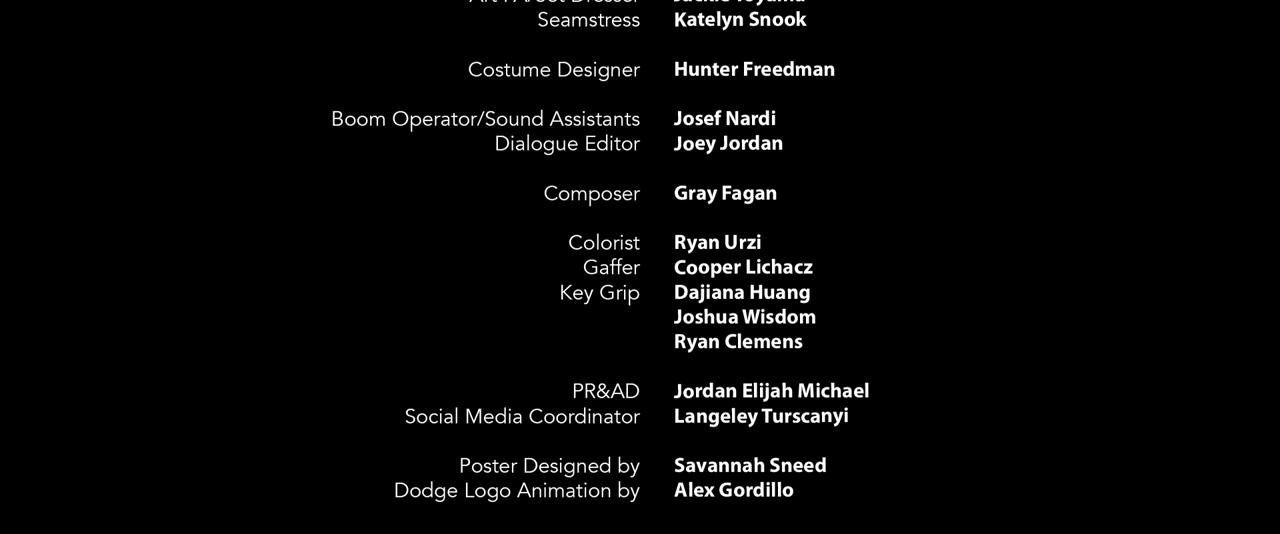 Seamstress Katelyn Snook
Costume Designer Hunter Freedman
Boom Operator/Sound Assistants Josef Nardi
Dialogue Editor Joey Jordan
Composer Gray Fagan
Colorist Ryan Urzi
Gaffer Cooper Lichacz
Key Grip Dajiana Huang
Joshua Wisdom
Ryan Clemens
PR&AD Jordan Elijah Michael
Social Media Coordinator Langeley Turscanyi
Poster Designed by Savannah Sneed
Dodge Logo Animation by Alex Gordillo